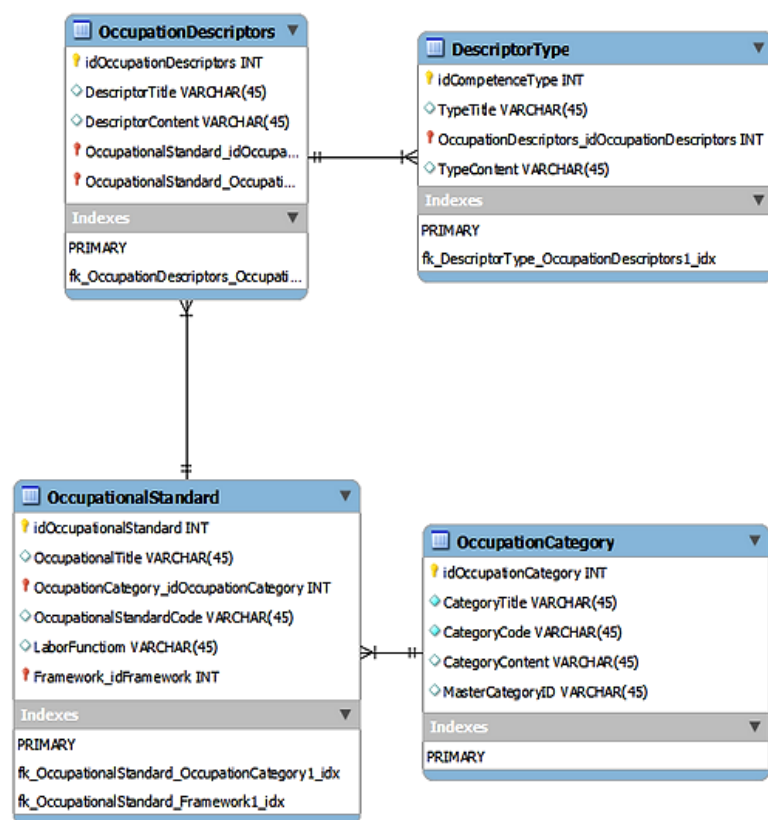 OccupationDescriptors
idOccupationDescriptors INT
DescriptorTitle VARCHAR(45)
DescriptorContent VARCHAR(45)
OccupationalStandard_idOccupa...
OccupationalStandard_Occupati...
Indexes
PRIMARY
fk_OccupationDescriptors_Occupati...
DescriptorType
idCompetenceType INT
TypeTitle VARCHAR(45)
OccupationDescriptors_idOccupationDescriptors INT
TypeContent VARCHAR(45)
Indexes
PRIMARY
fk_DescriptorType_OccupationDescriptors1_idx
OccupationalStandard
idOccupationalStandard INT
OccupationalTitle VARCHAR(45)
OccupationCategory_idOccupationCategory INT
OccupationalStandardCode VARCHAR(45)
LaborFunctiom VARCHAR(45)
Framework_idFramework INT
Indexes
PRIMARY
fk_OccupationalStandard_OccupationCategory1_idx
fk_OccupationalStandard_Framework1_idx
OccupationCategory
idOccupationCategory INT
CategoryTitle VARCHAR(45)
CategoryCode VARCHAR(45)
CategoryContent VARCHAR(45)
MasterCategoryID VARCHAR(45)
Indexes
PRIMARY